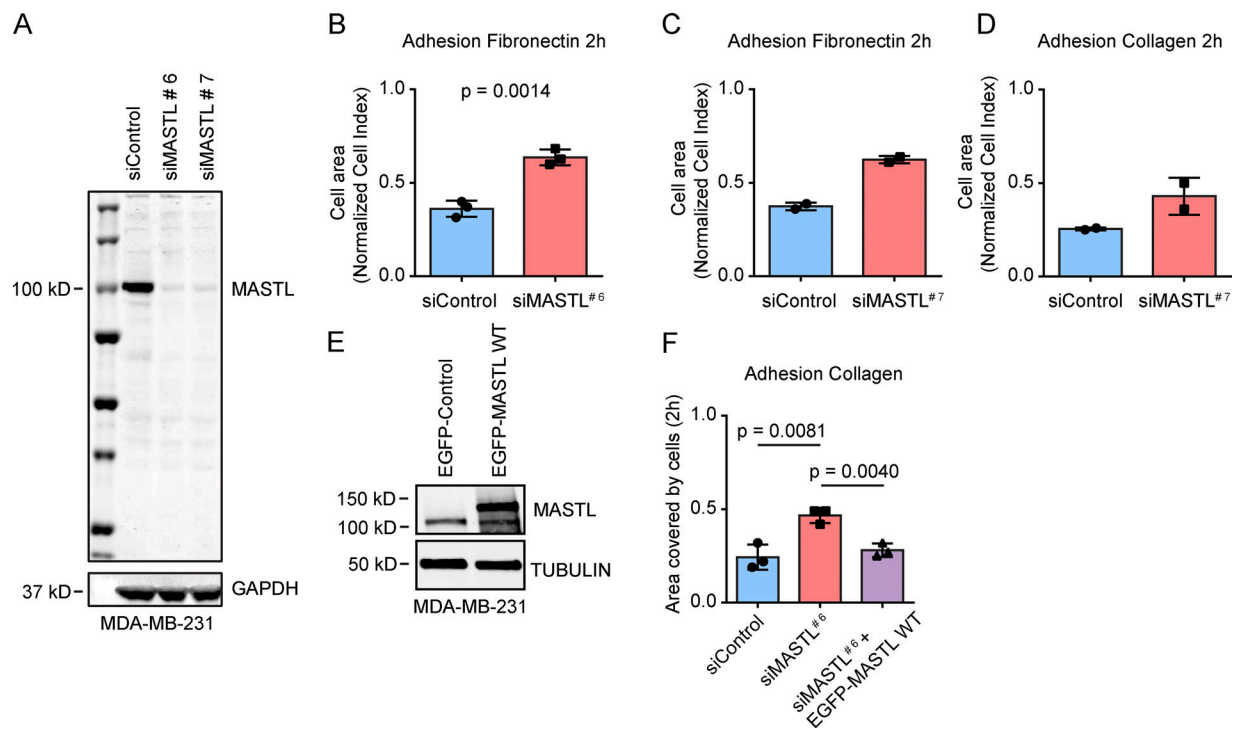 A
siControl
siMASTL # 6
siMASTL # 7
100 kD
MASTL
37 kD
GAPDH
MDA-MB-231
B
Adhesion Fibronectin 2h
Cell area
(Normalized Cell Index)
1.0
0.5
0.0
p = 0.0014
siControl
siMASTL# 6
C
Adhesion Fibronectin 2h
Cell area
(Normalized Cell Index)
1.0
0.5
0.0
siControl
siMASTL# 7
D
Adhesion Collagen 2h
Cell area
(Normalized Cell Index)
1.0
0.5
0.0
siControl
siMASTL# 7
E
EGFP-Control
EGFP-MASTL WT
150 kD
100 kD
MASTL
50 kD
TUBULIN
MDA-MB-231
F
Adhesion Collagen
Area covered by cells (2h)
1.0
0.5
0.0
p = 0.0081
p = 0.0040
siControl
siMASTL# 6
siMASTL# 6 +
EGFP-MASTL WT